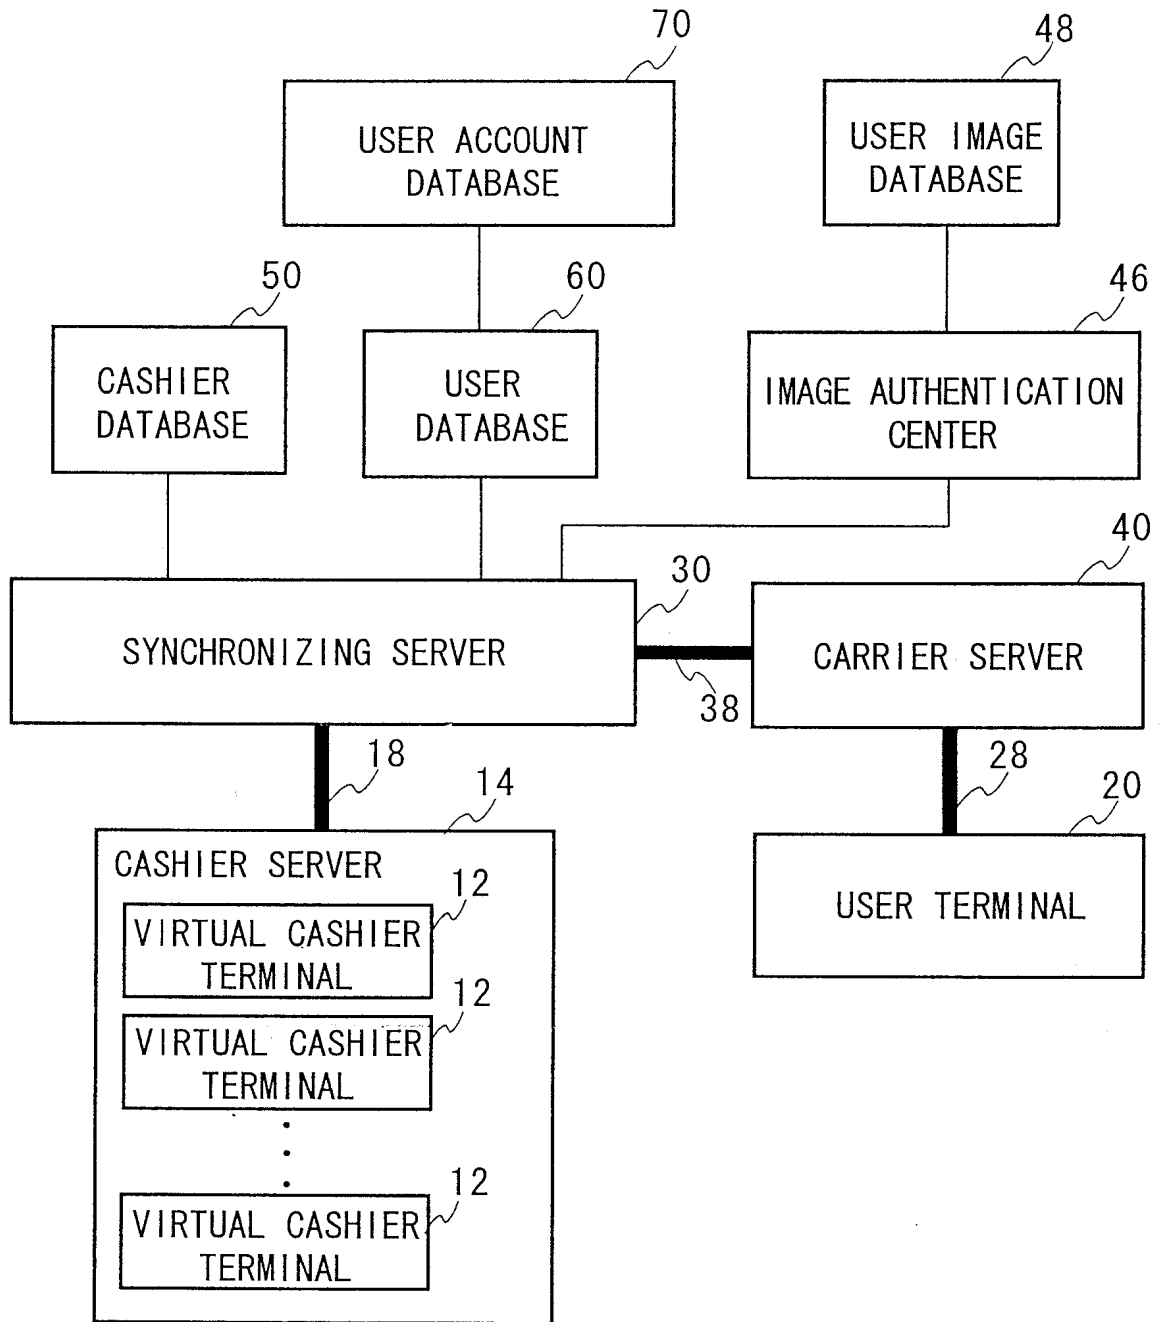 70
48
USER ACCOUNT
DATABASE
USER IMAGE
DATABASE
50
60
46
CASHIER
DATABASE
USER
DATABASE
IMAGE AUTHENTICATION
CENTER
40
30
SYNCHRONIZING SERVER
CARRIER SERVER
38
18
28
14
20
CASHIER SERVER
USER TERMINAL
12
VIRTUAL CASHIER
TERMINAL
12
VIRTUAL CASHIER
TERMINAL
12
VIRTUAL CASHIER
TERMINAL